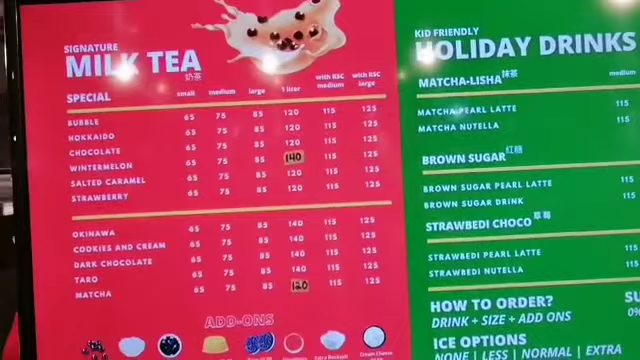 SIGNATURE
MILK TEA
奶茶
SPECIAL small medium large 1 liter with RSC medium with RSC large
BUBBLE 65 75 85 120 115 125
HOKKAIDO 65 75 85 120 115 125
CHOCOLATE 65 75 85 120 115 125
WINTERMELON 65 75 85 140 115 125
SALTED CARAMEL 65 75 85 120 115 125
STRAWBERRY 65 75 85 120 115 125
OKINAWA 65 75 85 140 115 125
COOKIES AND CREAM 65 75 85 140 115 125
DARK CHOCOLATE 65 75 85 140 115 125
TARO 65 75 85 140 115 125
MATCHA 65 75 85 120 115 125
ADD-ONS
KID FRIENDLY
HOLIDAY DRINKS
MATCHA-LISHA 抹茶 medium
MATCHA PEARL LATTE 115
MATCHA NUTELLA 115
BROWN SUGAR 红糖
BROWN SUGAR PEARL LATTE 115
BROWN SUGAR DRINK 115
STRAWBEDI CHOCO 草莓
STRAWBEDI PEARL LATTE 115
STRAWBEDI NUTELLA 115
HOW TO ORDER? SU
DRINK + SIZE + ADD ONS 0%
ICE OPTIONS
NONE | LESS | NORMAL | EXTRA